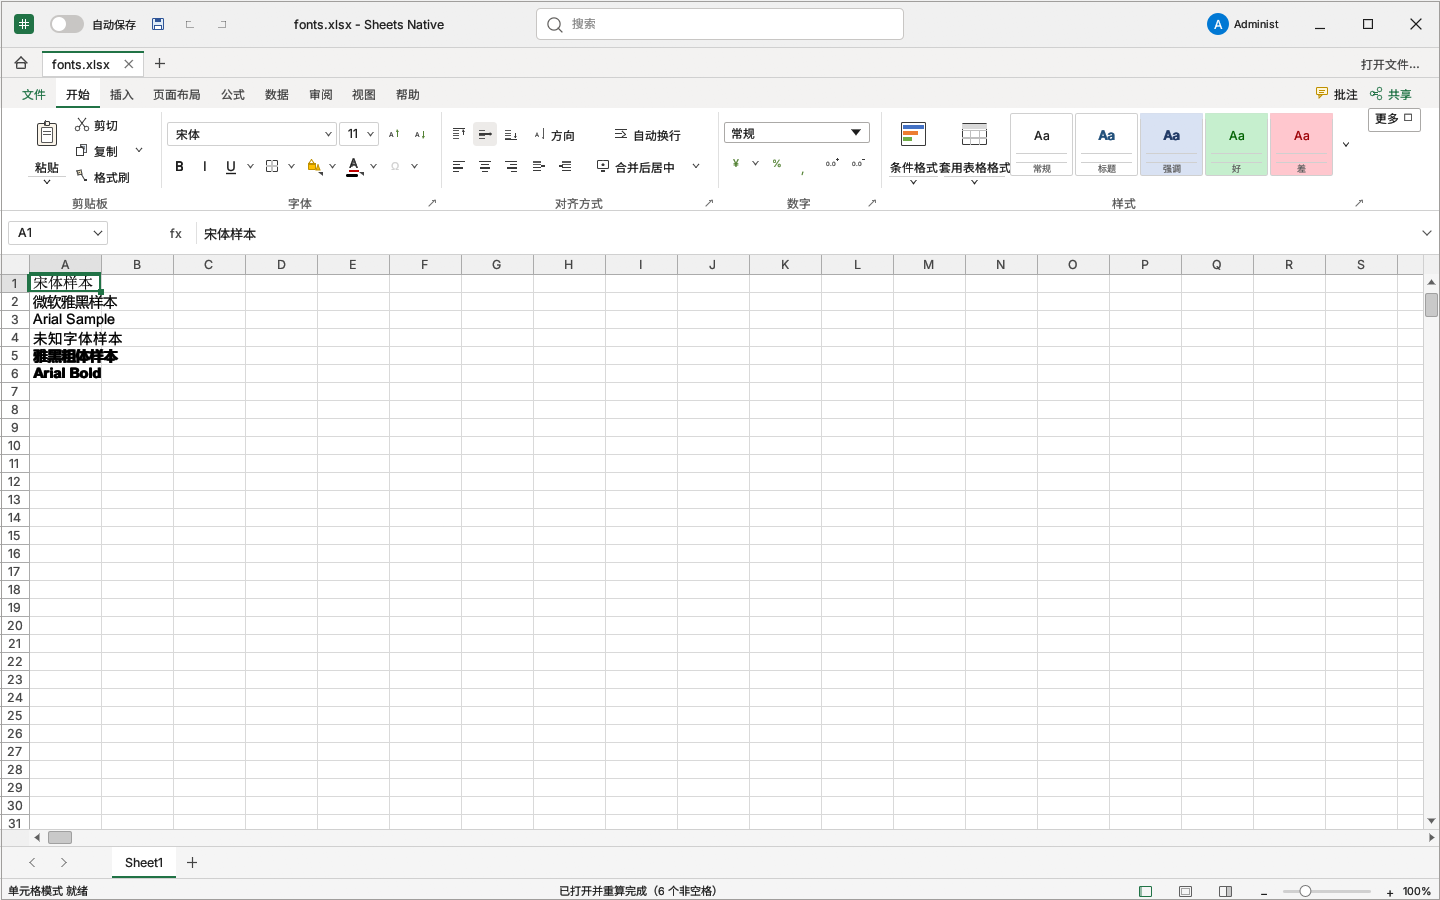 自动保存
fonts.xlsx - Sheets Native
搜索
A
Administ
fonts.xlsx
打开文件...
文件 开始 插入 页面布局 公式 数据 审阅 视图 帮助
批注 共享
粘贴
剪切
复制
格式刷
剪贴板
宋体 11 A A
B I U A Ω
字体
方向 自动换行
合并后居中
对齐方式
常规
¥ % , 0.0 0.0
数字
条件格式 套用表格格式
Aa 常规
Aa 标题
Aa 强调
Aa 好
Aa 差
样式
更多
A1 fx 宋体样本
A B C D E F G H I J K L M N O P Q R S
1 宋体样本
2 微软雅黑样本
3 Arial Sample
4 未知字体样本
5 雅黑粗体样本
6 Arial Bold
7
8
9
10
11
12
13
14
15
16
17
18
19
20
21
22
23
24
25
26
27
28
29
30
31
Sheet1
单元格模式 就绪 已打开并重算完成（6 个非空格） 100%